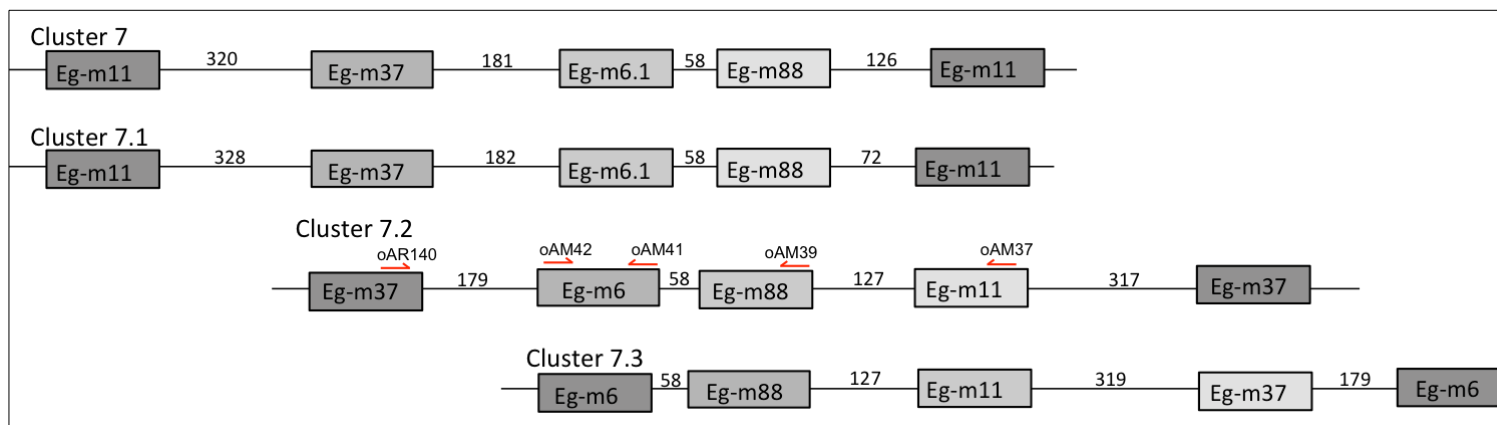 Cluster 7
Eg-m11 320 Eg-m37 181 Eg-m6.1 58 Eg-m88 126 Eg-m11
Cluster 7.1
Eg-m11 328 Eg-m37 182 Eg-m6.1 58 Eg-m88 72 Eg-m11
Cluster 7.2
oAR140 oAM42 oAM41 oAM39 oAM37
Eg-m37 179 Eg-m6 58 Eg-m88 127 Eg-m11 317 Eg-m37
Cluster 7.3
Eg-m6 58 Eg-m88 127 Eg-m11 319 Eg-m37 179 Eg-m6